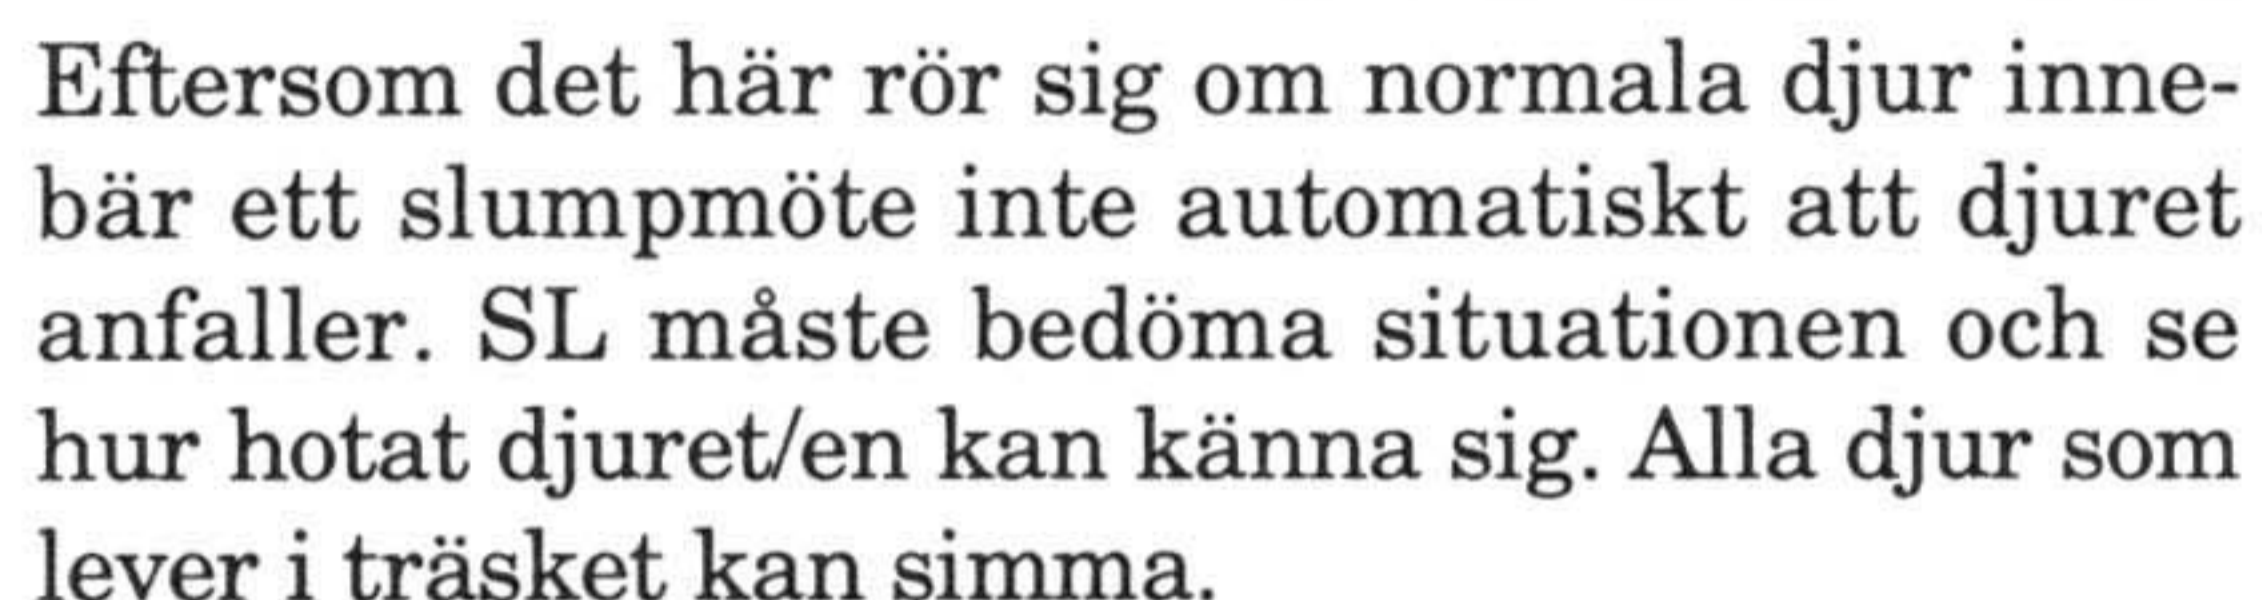 Eftersom det här rör sig om normala djur inne-
bär ett slumpmöte inte automatiskt att djuret
anfaller. SL måste bedöma situationen och se
hur hotat djuret/en kan känna sig. Alla djur som
lever i träsket kan simma.